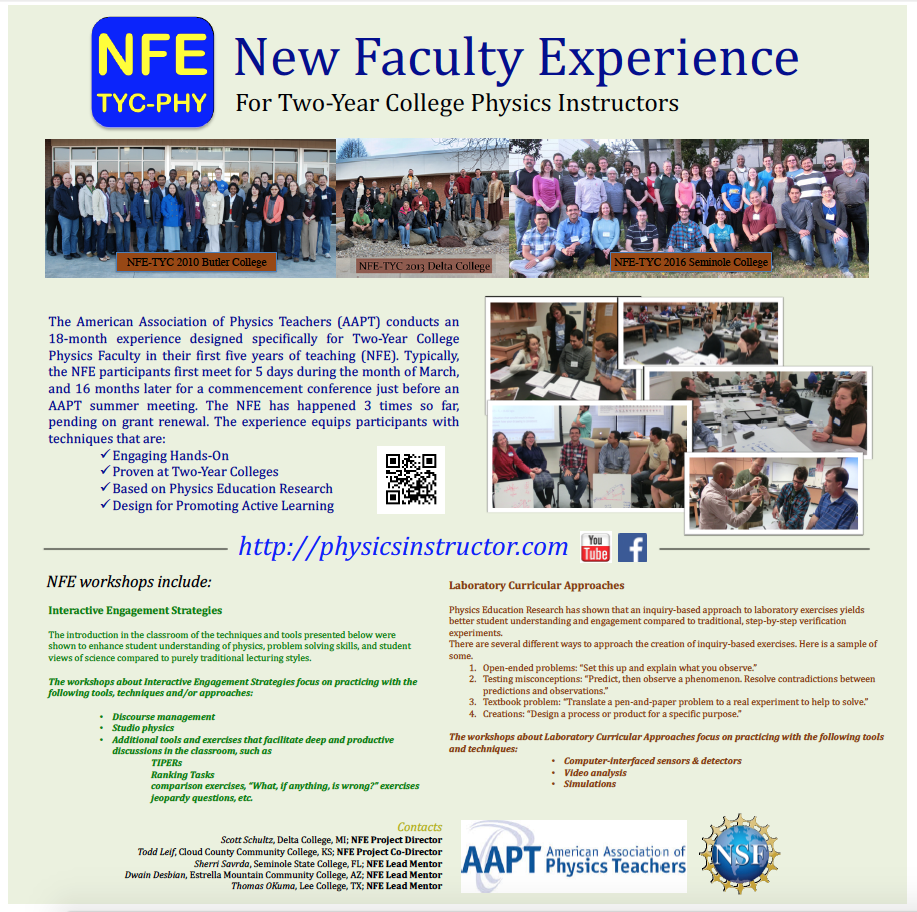 NFE
TYC-PHY
New Faculty Experience
For Two-Year College Physics Instructors
NFE-TYC 2010 Butler College
NFE-TYC 2013 Delta College
NFE-TYC 2016 Seminole College
The American Association of Physics Teachers (AAPT) conducts an
18-month experience designed specifically for Two-Year College
Physics Faculty in their first five years of teaching (NFE). Typically,
the NFE participants first meet for 5 days during the month of March,
and 16 months later for a commencement conference just before an
AAPT summer meeting. The NFE has happened 3 times so far,
pending on grant renewal. The experience equips participants with
techniques that are:
✓ Engaging Hands-On
✓ Proven at Two-Year Colleges
✓ Based on Physics Education Research
✓ Design for Promoting Active Learning
http://physicsinstructor.com
You
Tube
f
NFE workshops include:
Interactive Engagement Strategies
The introduction in the classroom of the techniques and tools presented below were
shown to enhance student understanding of physics, problem solving skills, and student
views of science compared to purely traditional lecturing styles.
The workshops about Interactive Engagement Strategies focus on practicing with the
following tools, techniques and/or approaches:
• Discourse management
• Studio physics
• Additional tools and exercises that facilitate deep and productive
discussions in the classroom, such as
TIPERs
Ranking Tasks
comparison exercises, "What, if anything, is wrong?" exercises
jeopardy questions, etc.
Laboratory Curricular Approaches
Physics Education Research has shown that an inquiry-based approach to laboratory exercises yields
better student understanding and engagement compared to traditional, step-by-step verification
experiments.
There are several different ways to approach the creation of inquiry-based exercises. Here is a sample of
some.
1. Open-ended problems: "Set this up and explain what you observe."
2. Testing misconceptions: "Predict, then observe a phenomenon. Resolve contradictions between
predictions and observations."
3. Textbook problem: "Translate a pen-and-paper problem to a real experiment to help to solve."
4. Creations: "Design a process or product for a specific purpose."
The workshops about Laboratory Curricular Approaches focus on practicing with the following tools
and techniques:
• Computer-interfaced sensors & detectors
• Video analysis
• Simulations
Contacts
Scott Schultz, Delta College, MI; NFE Project Director
Todd Leif, Cloud County Community College, KS; NFE Project Co-Director
Sherri Savrda, Seminole State College, FL; NFE Lead Mentor
Dwain Desbian, Estrella Mountain Community College, AZ; NFE Lead Mentor
Thomas OKuma, Lee College, TX; NFE Lead Mentor
AAPT American Association of
Physics Teachers
NSF